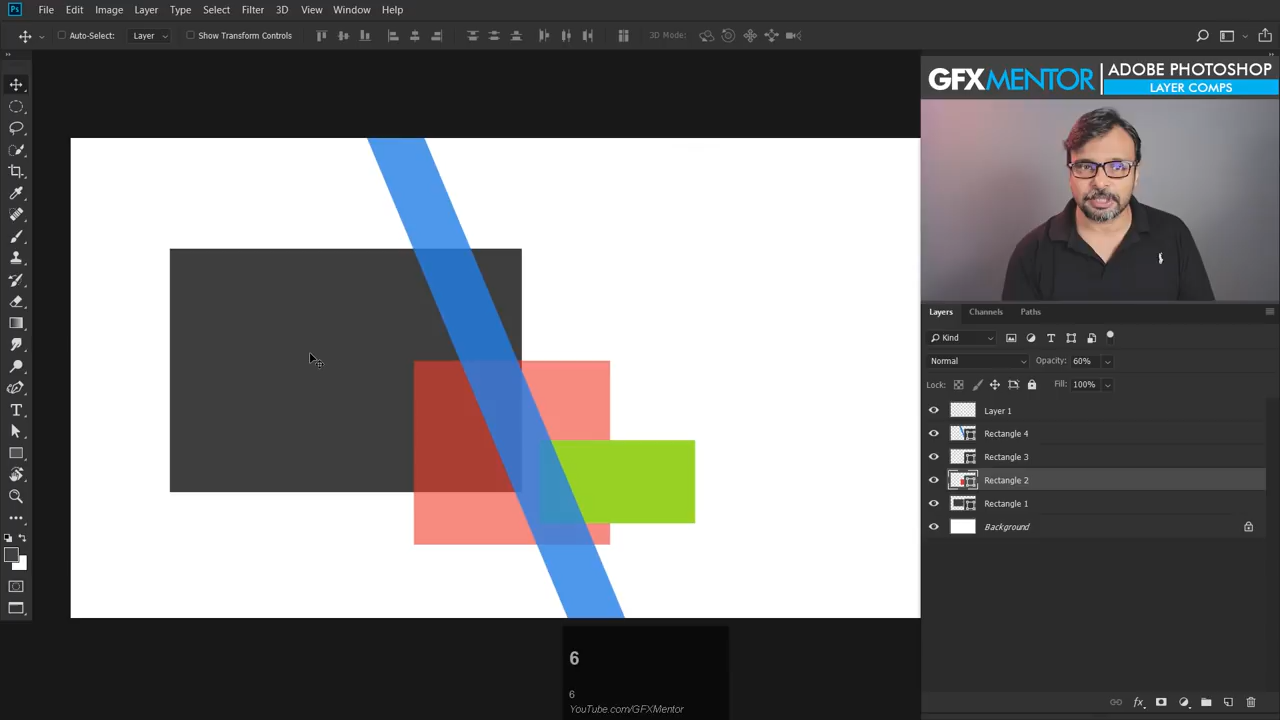 Ps File Edit Image Layer Type Select Filter 3D View Window Help
Auto-Select: Layer Show Transform Controls 3D Mode:
GFXMENTOR ADOBE PHOTOSHOP
LAYER COMPS
Layers Channels Paths
Kind
Normal Opacity: 60%
Lock: Fill: 100%
Layer 1
Rectangle 4
Rectangle 3
Rectangle 2
Rectangle 1
Background
6
6
YouTube.com/GFXMentor